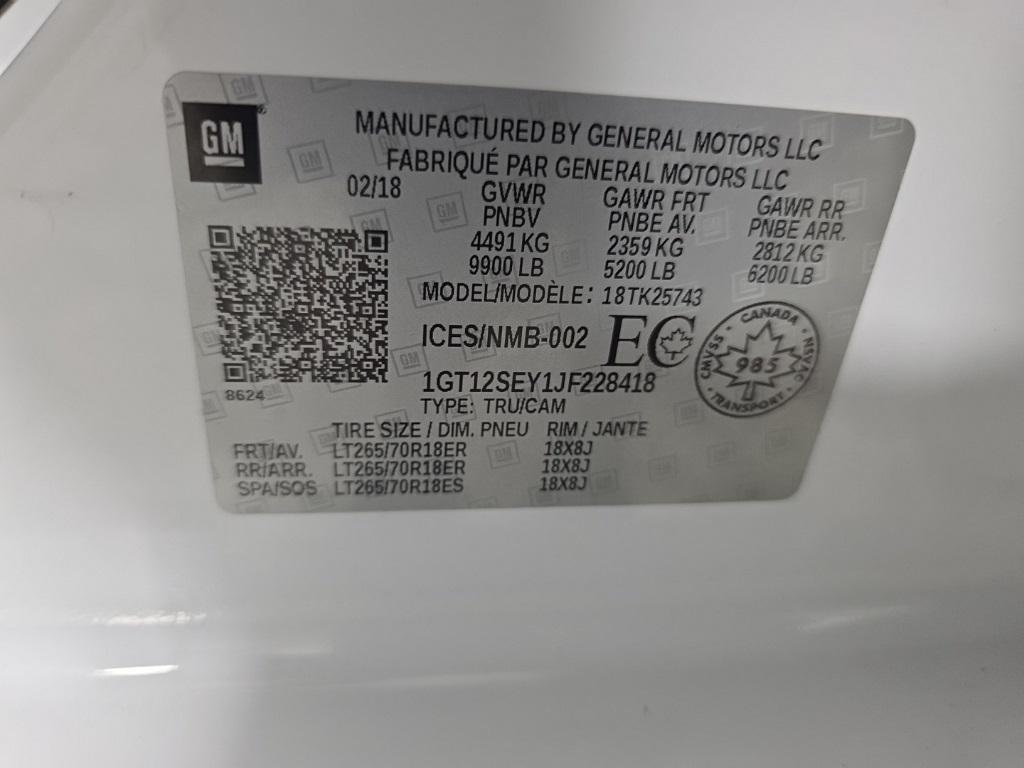 GM
MANUFACTURED BY GENERAL MOTORS LLC
FABRIQUÉ PAR GENERAL MOTORS LLC
02/18 GVWR GAWR FRT GAWR RR
PNBV PNBE AV. PNBE ARR.
4491 KG 2359 KG 2812 KG
9900 LB 5200 LB 6200 LB
MODEL/MODÈLE: 18TK25743
ICES/NMB-002 EC
CANADA
CMVSS 985 NSVAC
TRANSPORT
1GT12SEY1JF228418
8624
TYPE: TRU/CAM
TIRE SIZE / DIM. PNEU RIM / JANTE
FRT/AV. LT265/70R18ER 18X8J
RR/ARR. LT265/70R18ER 18X8J
SPA/SOS LT265/70R18ES 18X8J